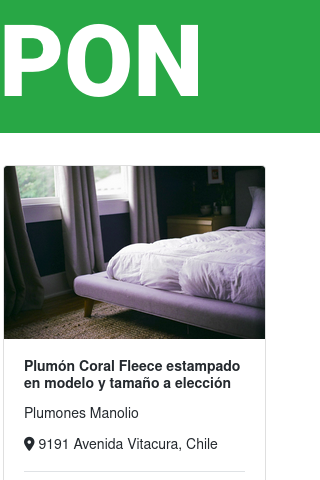 PON
Plumón Coral Fleece estampado
en modelo y tamaño a elección
Plumones Manolio
9191 Avenida Vitacura, Chile